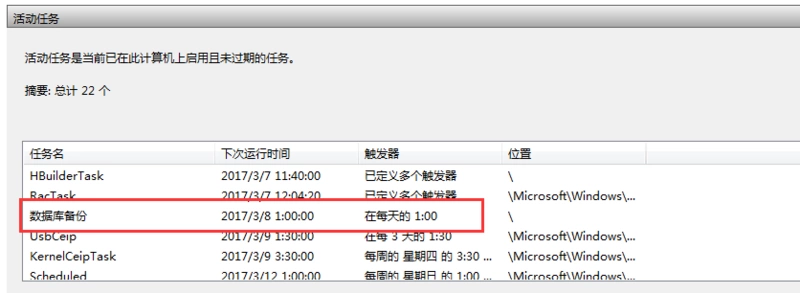 活动任务
活动任务是当前已在此计算机上启用且未过期的任务。
摘要: 总计 22 个
任务名 下次运行时间 触发器 位置
HBuilderTask 2017/3/7 11:40:00 已定义多个触发器 \
RacTask 2017/3/7 12:04:20 已定义多个触发器 \Microsoft\Windows\...
数据库备份 2017/3/8 1:00:00 在每天的 1:00 \
UsbCeip 2017/3/9 1:30:00 在每 3 天的 1:30 \Microsoft\Windows\...
KernelCeipTask 2017/3/9 3:30:00 每周的 星期四 的 3:30 ... \Microsoft\Windows\...
Scheduled 2017/3/12 1:00:00 每周的 星期日 的 1:00 ... \Microsoft\Windows\...